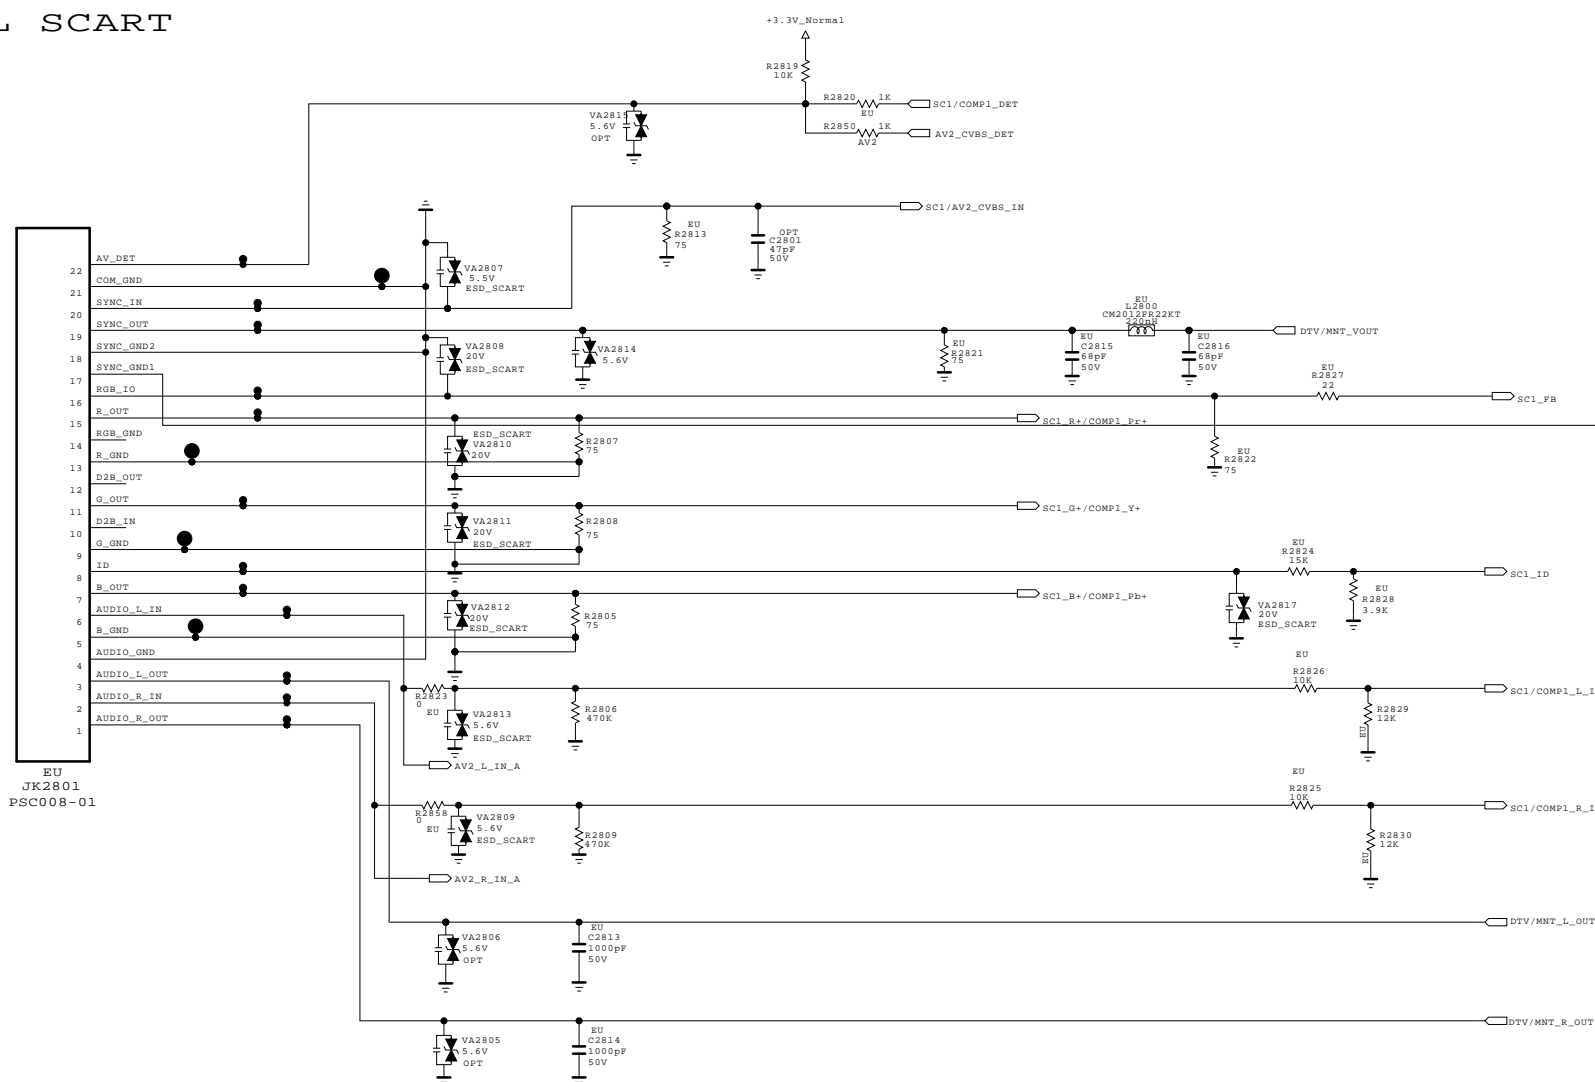 L SCART
+3.3V_Normal
R2819
10K
R2820 1K
EU
SC1/COMP1_DET
R2850 1K
AV2
AV2_CVBS_DET
VA2815
5.6V
OPT
SC1/AV2_CVBS_IN
EU
R2813
75
OPT
C2801
47pF
50V
22 AV_DET
21 COM_GND
20 SYNC_IN
19 SYNC_OUT
18 SYNC_GND2
17 SYNC_GND1
16 RGB_IO
15 R_OUT
14 RGB_GND
13 R_GND
12 D2B_OUT
11 G_OUT
10 D2B_IN
9 G_GND
8 ID
7 B_OUT
6 AUDIO_L_IN
5 B_GND
4 AUDIO_GND
3 AUDIO_L_OUT
2 AUDIO_R_IN
1 AUDIO_R_OUT
EU
JK2801
PSC008-01
VA2807
5.5V
ESD_SCART
VA2808
20V
ESD_SCART
VA2814
5.6V
EU
R2821
75
EU
C2815
68pF
50V
EU
L2800
CM2012FR22KT
220nH
EU
C2816
68pF
50V
DTV/MNT_VOUT
EU
R2827
22
SC1_FB
EU
R2822
75
SC1_R+/COMP1_Pr+
ESD_SCART
VA2810
20V
R2807
75
SC1_G+/COMP1_Y+
VA2811
20V
ESD_SCART
R2808
75
EU
R2824
15K
SC1_ID
EU
R2828
3.9K
VA2817
20V
ESD_SCART
SC1_B+/COMP1_Pb+
VA2812
20V
ESD_SCART
R2805
75
R2823
0
EU
VA2813
5.6V
ESD_SCART
R2806
470K
EU
R2826
10K
SC1/COMP1_L_I
R2829
12K
EU
AV2_L_IN_A
R2858
0
EU
VA2809
5.6V
ESD_SCART
R2809
470K
EU
R2825
10K
SC1/COMP1_R_I
R2830
12K
EU
AV2_R_IN_A
VA2806
5.6V
OPT
EU
C2813
1000pF
50V
DTV/MNT_L_OUT
VA2805
5.6V
OPT
EU
C2814
1000pF
50V
DTV/MNT_R_OUT